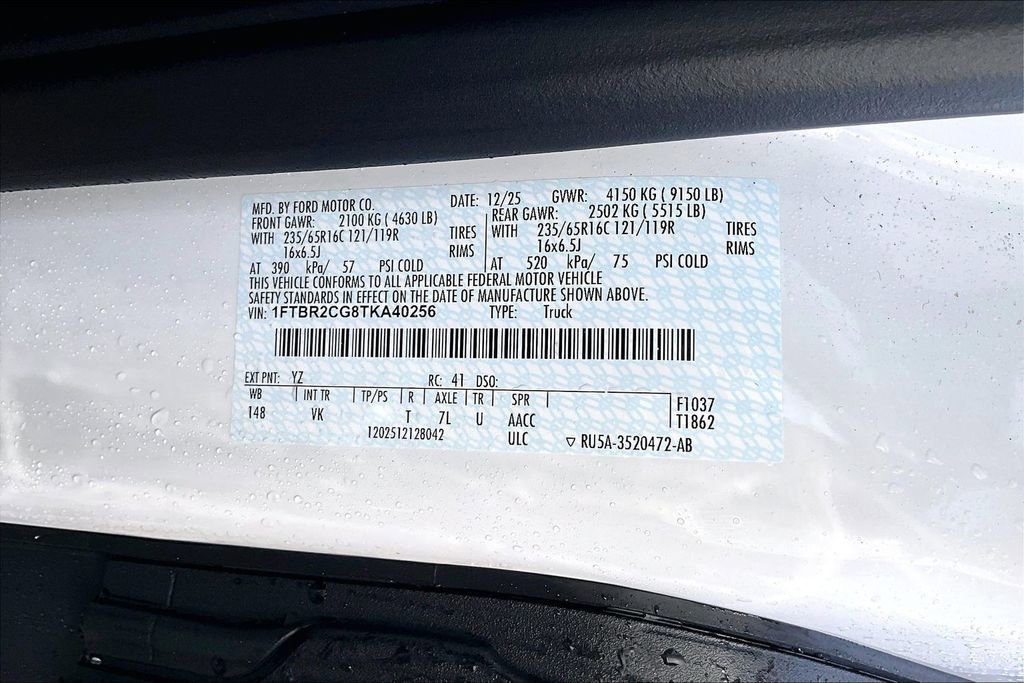 MFD. BY FORD MOTOR CO. DATE: 12/25 GVWR: 4150 KG ( 9150 LB)
FRONT GAWR: 2100 KG ( 4630 LB) REAR GAWR: 2502 KG ( 5515 LB)
WITH 235/65R16C 121/119R TIRES WITH 235/65R16C 121/119R TIRES
16x6.5J RIMS 16x6.5J RIMS
AT 390 kPa/ 57 PSI COLD AT 520 kPa/ 75 PSI COLD
THIS VEHICLE CONFORMS TO ALL APPLICABLE FEDERAL MOTOR VEHICLE
SAFETY STANDARDS IN EFFECT ON THE DATE OF MANUFACTURE SHOWN ABOVE.
VIN: 1FTBR2CG8TKA40256 TYPE: Truck
EXT PNT: YZ RC: 41 DSO:
WB INT TR TP/PS R AXLE TR SPR F1037
148 VK T 7L U AACC T1862
1202512128042 ULC ▽ RU5A-3520472-AB